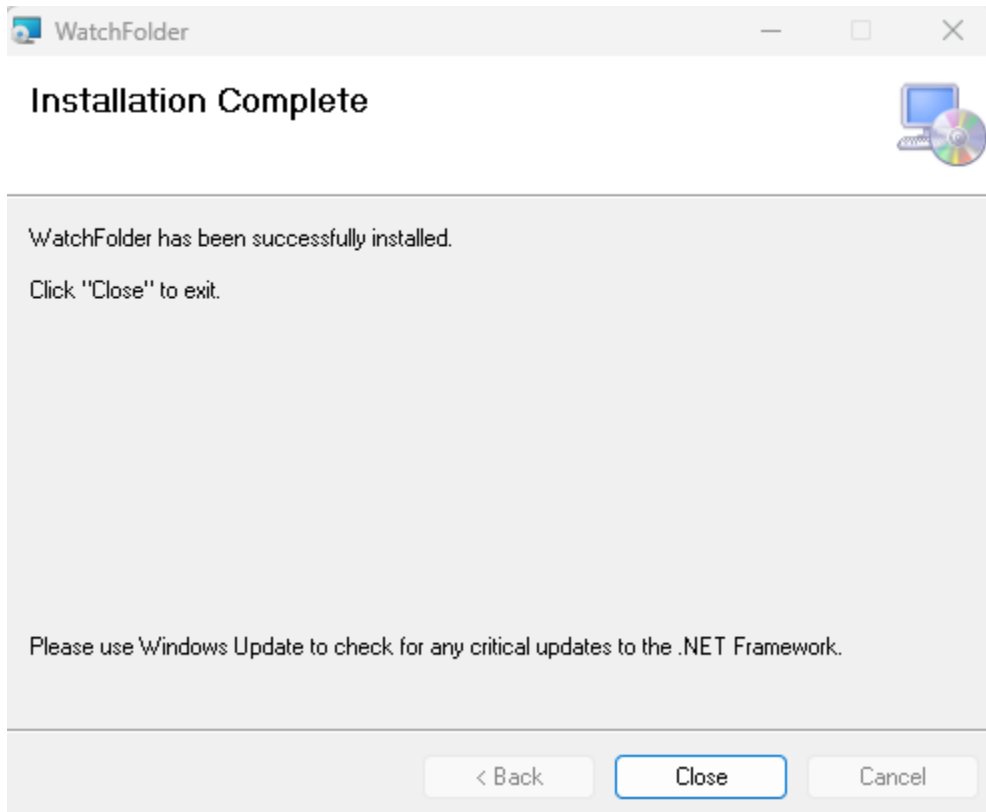 WatchFolder
Installation Complete
WatchFolder has been successfully installed.
Click "Close" to exit.
Please use Windows Update to check for any critical updates to the .NET Framework.
< Back
Close
Cancel